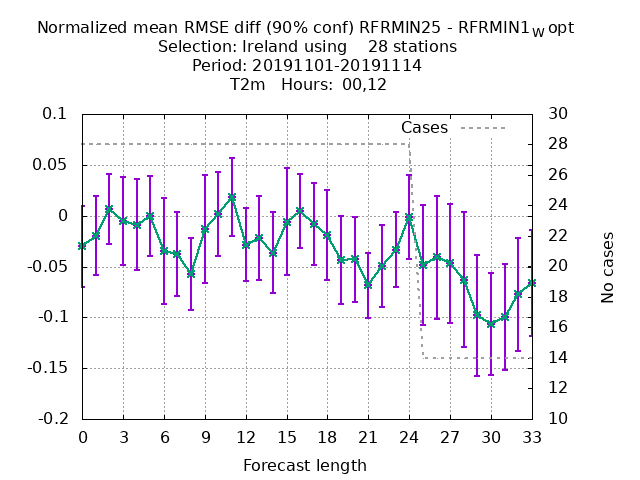 Normalized mean RMSE diff (90% conf) RFRMIN25 - RFRMIN1W opt
Selection: Ireland using    28 stations
Period: 20191101-20191114
T2m   Hours: 00,12
Cases
0.1
0.05
0
-0.05
-0.1
-0.15
-0.2
30
28
26
24
22
20
18
16
14
12
10
No cases
0 3 6 9 12 15 18 21 24 27 30 33
Forecast length